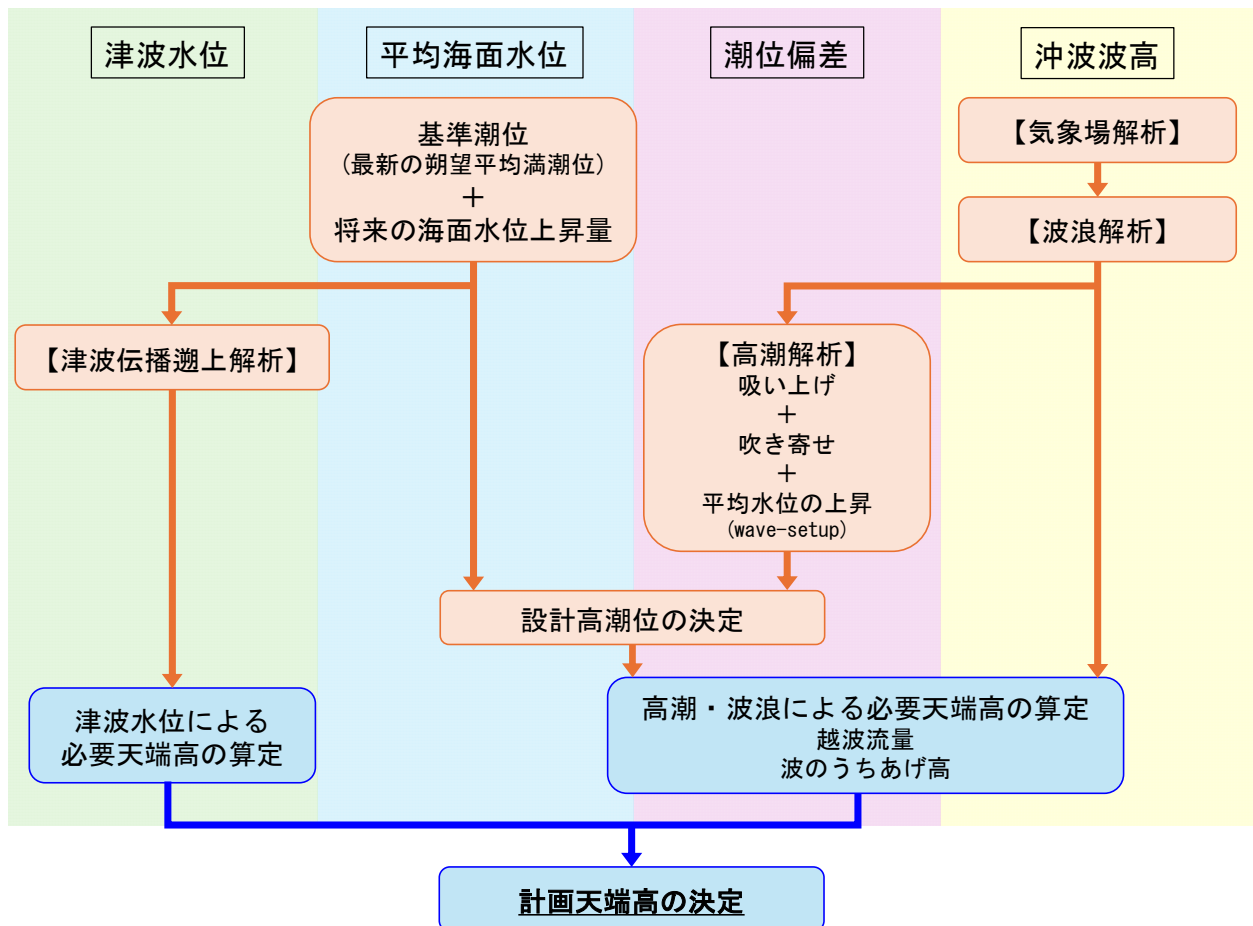 津波水位
平均海面水位
潮位偏差
沖波波高
基準潮位
（最新の朔望平均満潮位）
＋
将来の海面水位上昇量
【気象場解析】
【波浪解析】
【津波伝播遡上解析】
【高潮解析】
吸い上げ
＋
吹き寄せ
＋
平均水位の上昇
(wave-setup)
設計高潮位の決定
津波水位による
必要天端高の算定
高潮・波浪による必要天端高の算定
越波流量
波のうちあげ高
計画天端高の決定